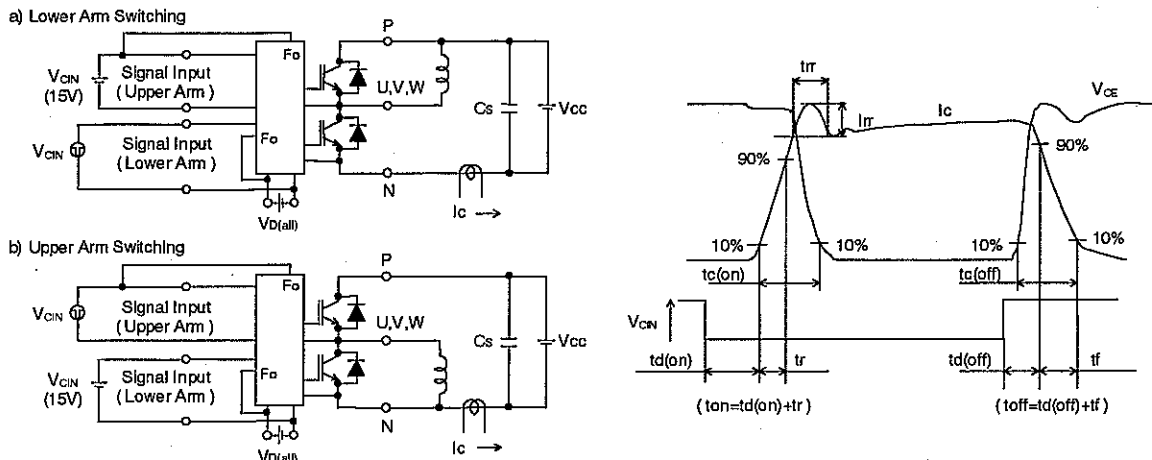 a) Lower Arm Switching
P
Fo
VCIN
(15V)
Signal Input
( Upper Arm )
U,V,W
Cs
Vcc
VCIN
Signal Input
( Lower Arm )
Fo
N
VD(all)
Ic
b) Upper Arm Switching
P
Fo
VCIN
Signal Input
(Upper Arm )
U,V,W
Cs
Vcc
VCIN
(15V)
Signal Input
(Lower Arm )
Fo
N
VD(all)
Ic
trr
VCE
Irr
Ic
90%
90%
10%
10%
10%
10%
tc(on)
tc(off)
VCIN
td(on)
tr
td(off)
tf
( ton=td(on)+tr )
( toff=td(off)+tf )